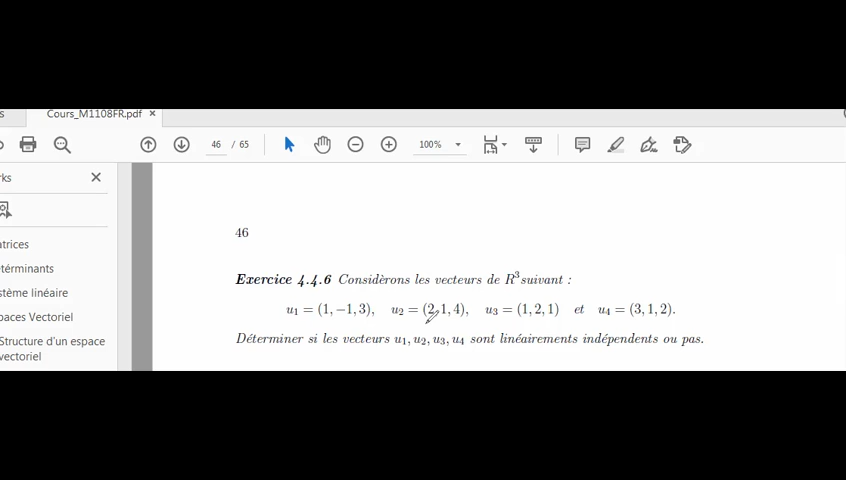 s
Cours_M1108FR.pdf ×
46 / 65
100%
rks
atrices
étérminants
stème linéaire
paces Vectoriel
Structure d'un espace
vectoriel
46
Exercice 4.4.6 Considèrons les vecteurs de R³suivant :
u₁ = (1, −1, 3), u₂ = (2, 1, 4), u₃ = (1, 2, 1) et u₄ = (3, 1, 2).
Déterminer si les vecteurs u₁, u₂, u₃, u₄ sont linéairements indépendents ou pas.